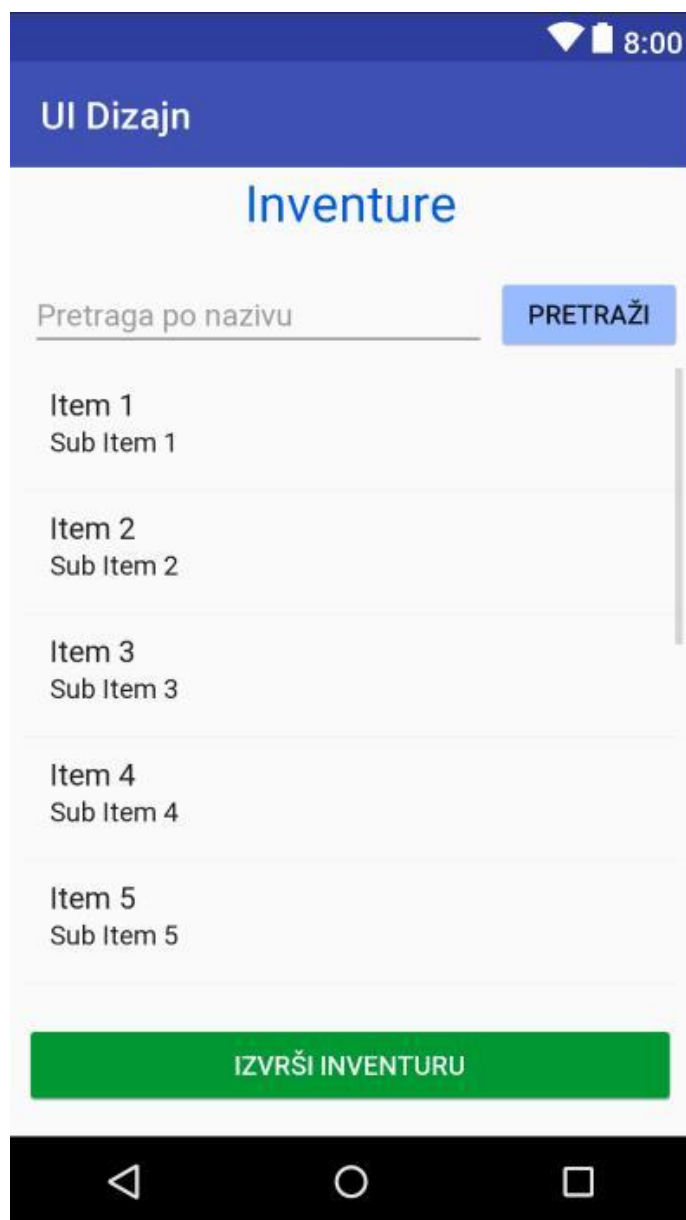 8:00
UI Dizajn
Inventure
Pretraga po nazivu PRETRAŽI
Item 1
Sub Item 1
Item 2
Sub Item 2
Item 3
Sub Item 3
Item 4
Sub Item 4
Item 5
Sub Item 5
IZVRŠI INVENTURU